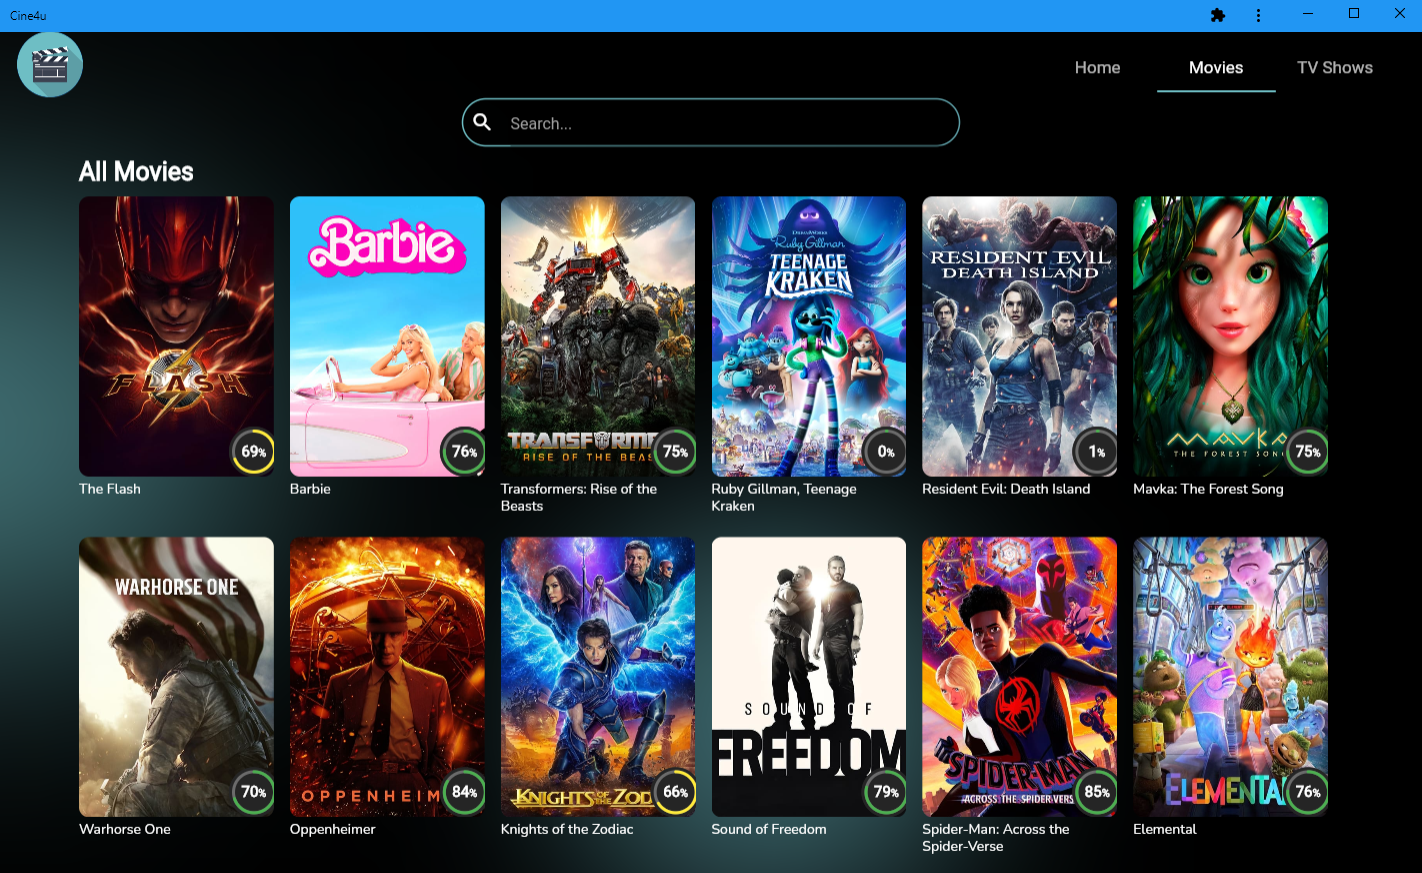 Cine4u
Home
Movies
TV Shows
Search...
All Movies
FLASH
69%
The Flash
Barbie
76%
Barbie
TRANSFORME
RISE OF THE BEAS
75%
Transformers: Rise of the
Beasts
DREAMWORKS
Ruby Gillman
TEENAGE
KRAKEN
0%
Ruby Gillman, Teenage
Kraken
RESIDENT EVIL
DEATH ISLAND
1%
Resident Evil: Death Island
MAVKA
THE FOREST SONG
75%
Mavka: The Forest Song
WARHORSE ONE
70%
Warhorse One
OPPENHEIM
84%
Oppenheimer
KNIGHTS OF THE ZOD
66%
Knights of the Zodiac
SOUND OF
FREEDOM
79%
Sound of Freedom
SPIDER-MAN
ACROSS THE SPIDER-VERS
85%
Spider-Man: Across the
Spider-Verse
ELEMENTA
76%
Elemental